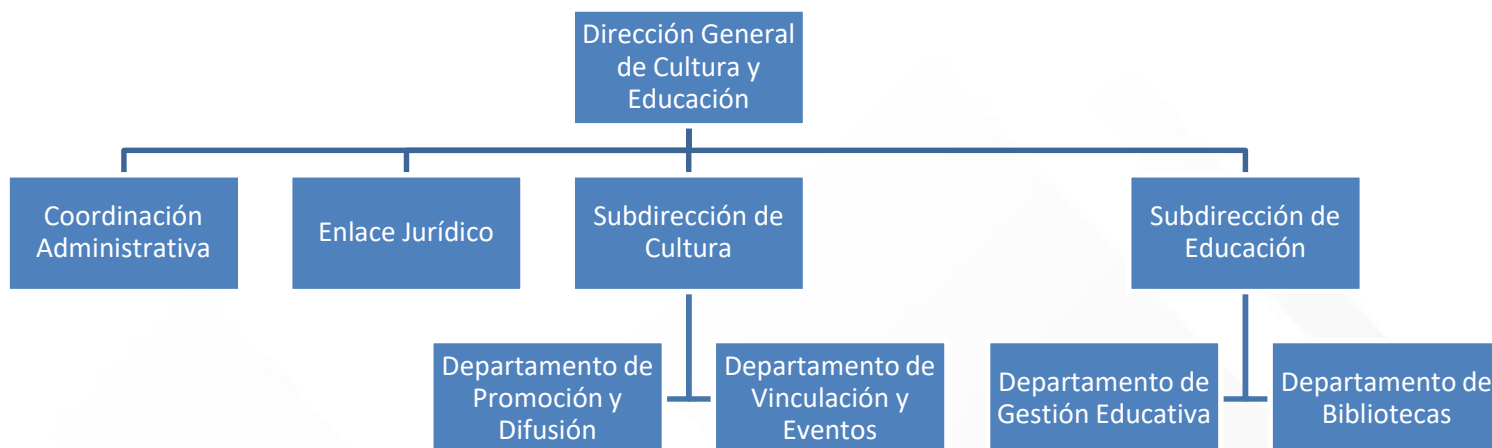 Dirección General
de Cultura y
Educación
Coordinación
Administrativa
Enlace Jurídico
Subdirección de
Cultura
Subdirección de
Educación
Departamento de
Promoción y
Difusión
Departamento de
Vinculación y
Eventos
Departamento de
Gestión Educativa
Departamento de
Bibliotecas